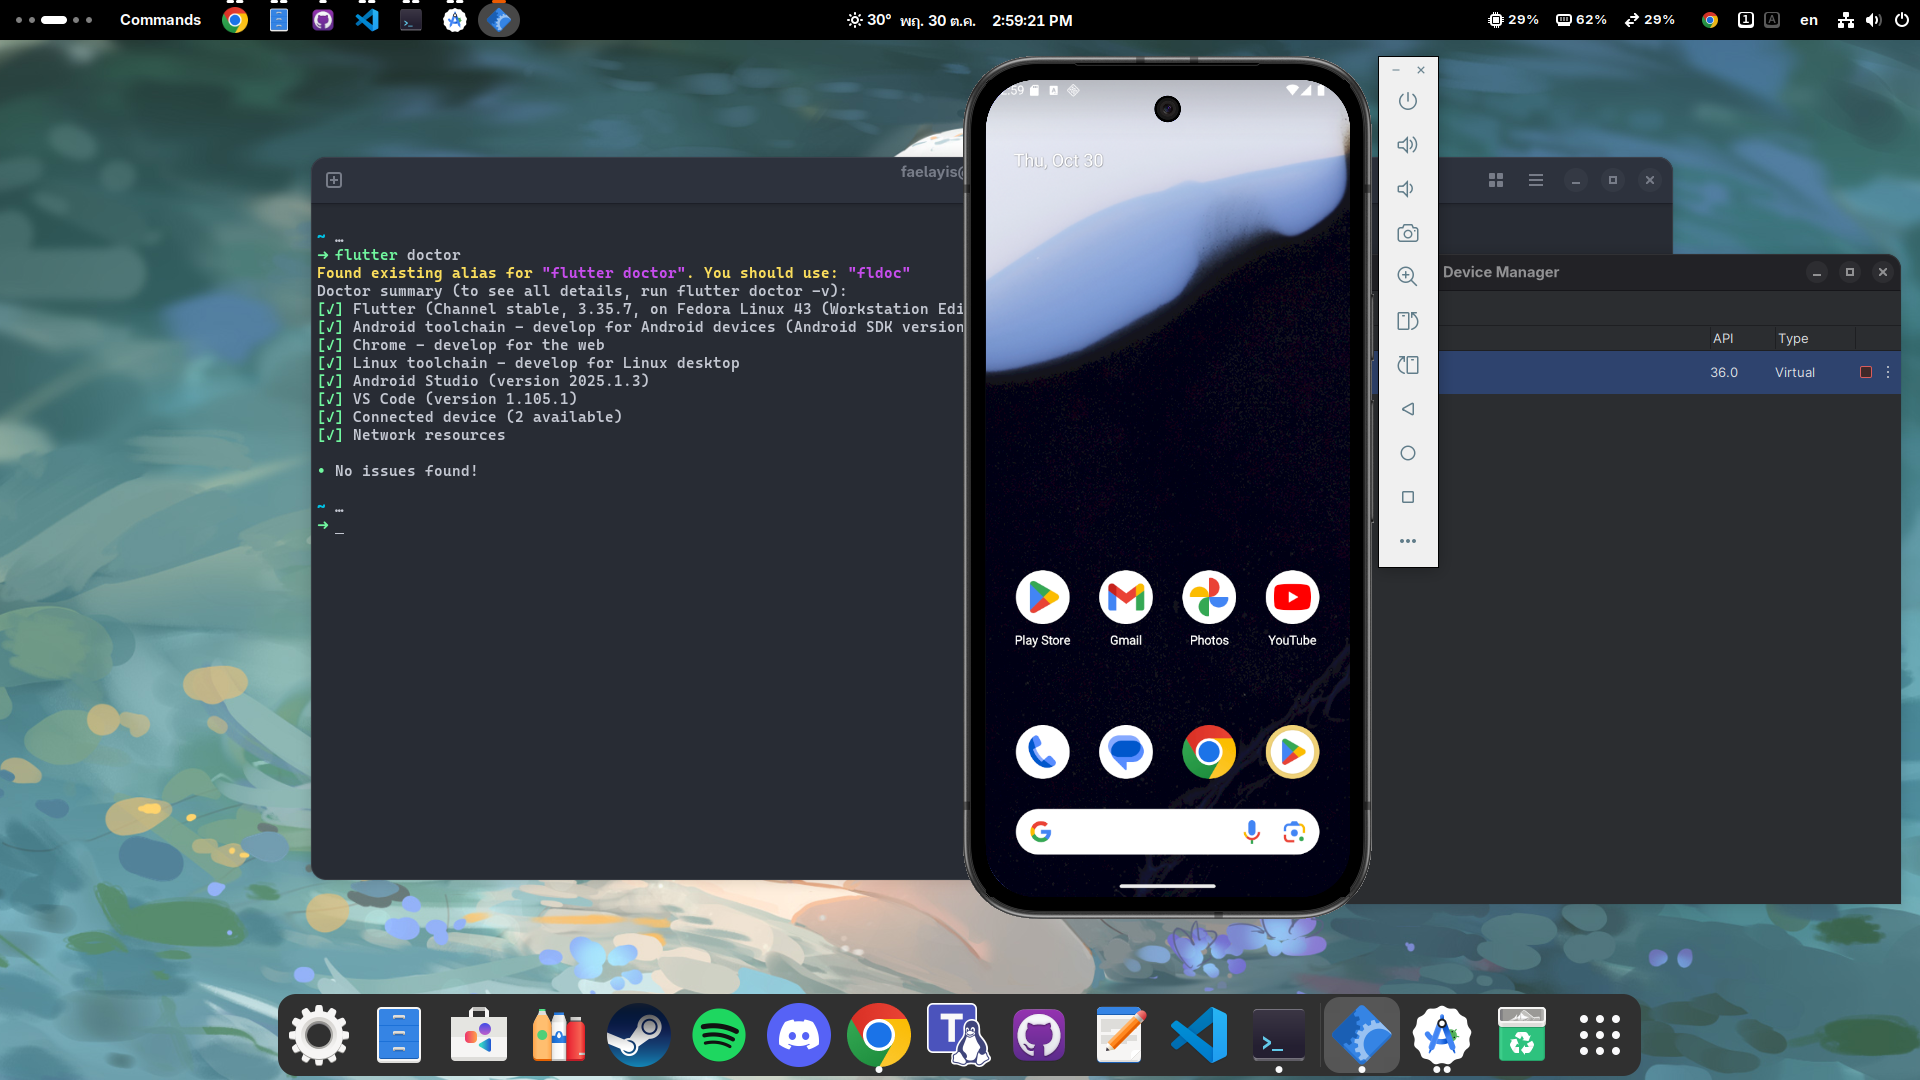 Commands
30° พฤ. 30 ต.ค. 2:59:21 PM
29% 62% 29% 1 A en
faelayis@
~ …
➜ flutter doctor
Found existing alias for "flutter doctor". You should use: "fldoc"
Doctor summary (to see all details, run flutter doctor -v):
[✓] Flutter (Channel stable, 3.35.7, on Fedora Linux 43 (Workstation Edi
[✓] Android toolchain - develop for Android devices (Android SDK version
[✓] Chrome - develop for the web
[✓] Linux toolchain - develop for Linux desktop
[✓] Android Studio (version 2025.1.3)
[✓] VS Code (version 1.105.1)
[✓] Connected device (2 available)
[✓] Network resources
• No issues found!
~ …
➜ _
:59
Thu, Oct 30
Play Store Gmail Photos YouTube
Device Manager
API Type
36.0 Virtual